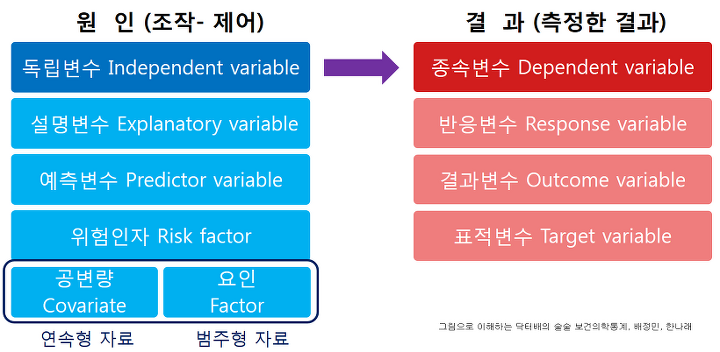 원 인 (조작- 제어)
독립변수 Independent variable
설명변수 Explanatory variable
예측변수 Predictor variable
위험인자 Risk factor
공변량
Covariate
요인
Factor
연속형 자료
범주형 자료
결 과 (측정한 결과)
종속변수 Dependent variable
반응변수 Response variable
결과변수 Outcome variable
표적변수 Target variable
그림으로 이해하는 닥터배의 술술 보건의학통계, 배정민, 한나래